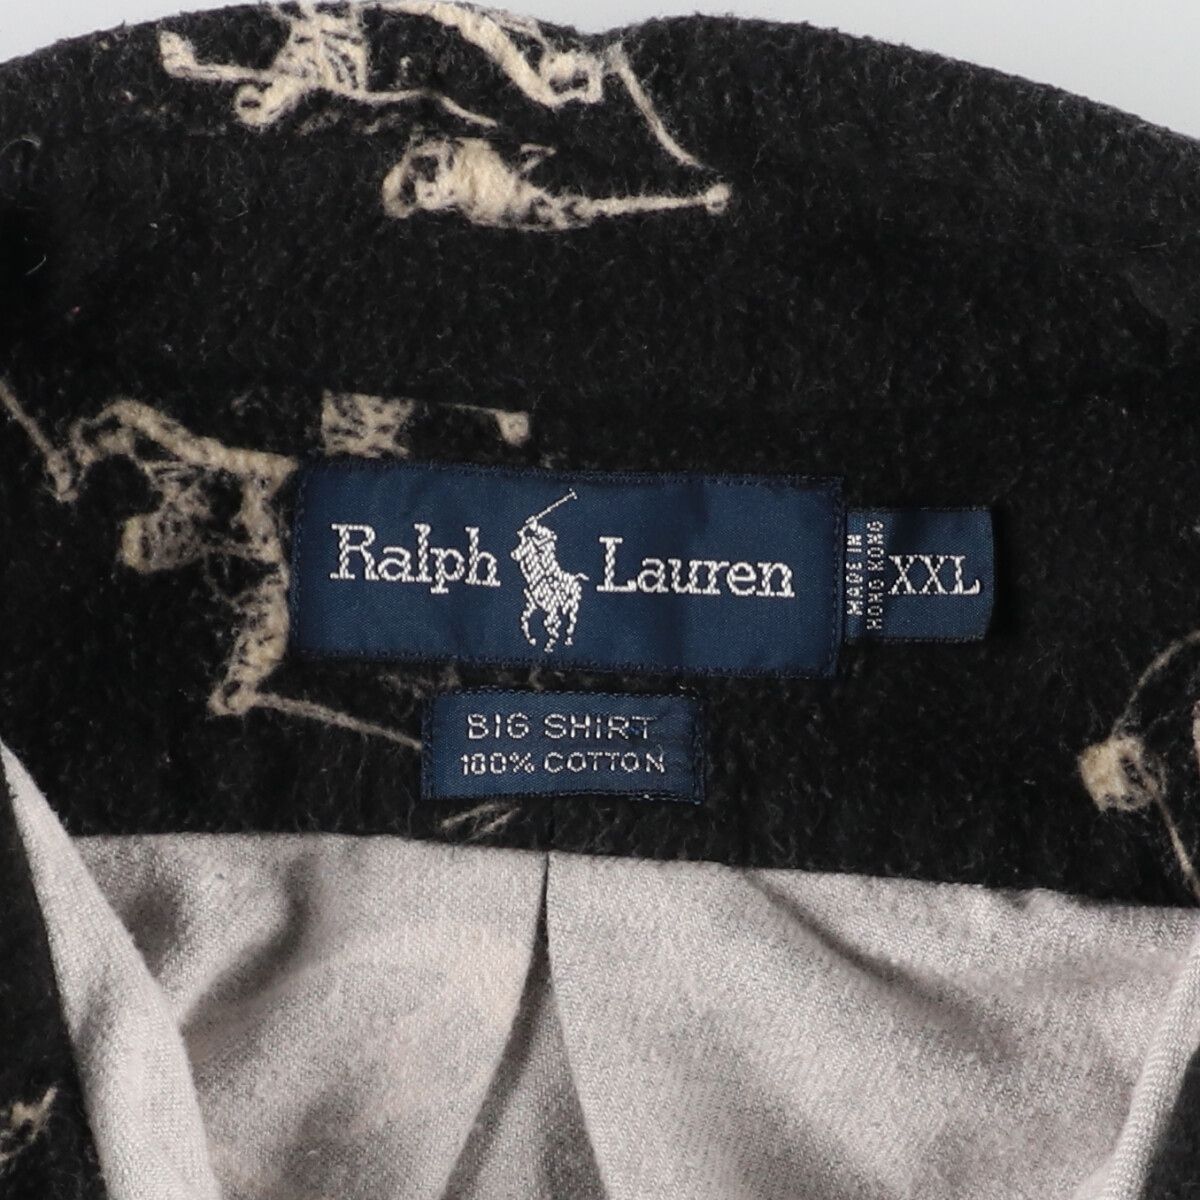 Ralph Lauren
MADE IN
HONG KONG
XXL
BIG SHIRT
100% COTTON